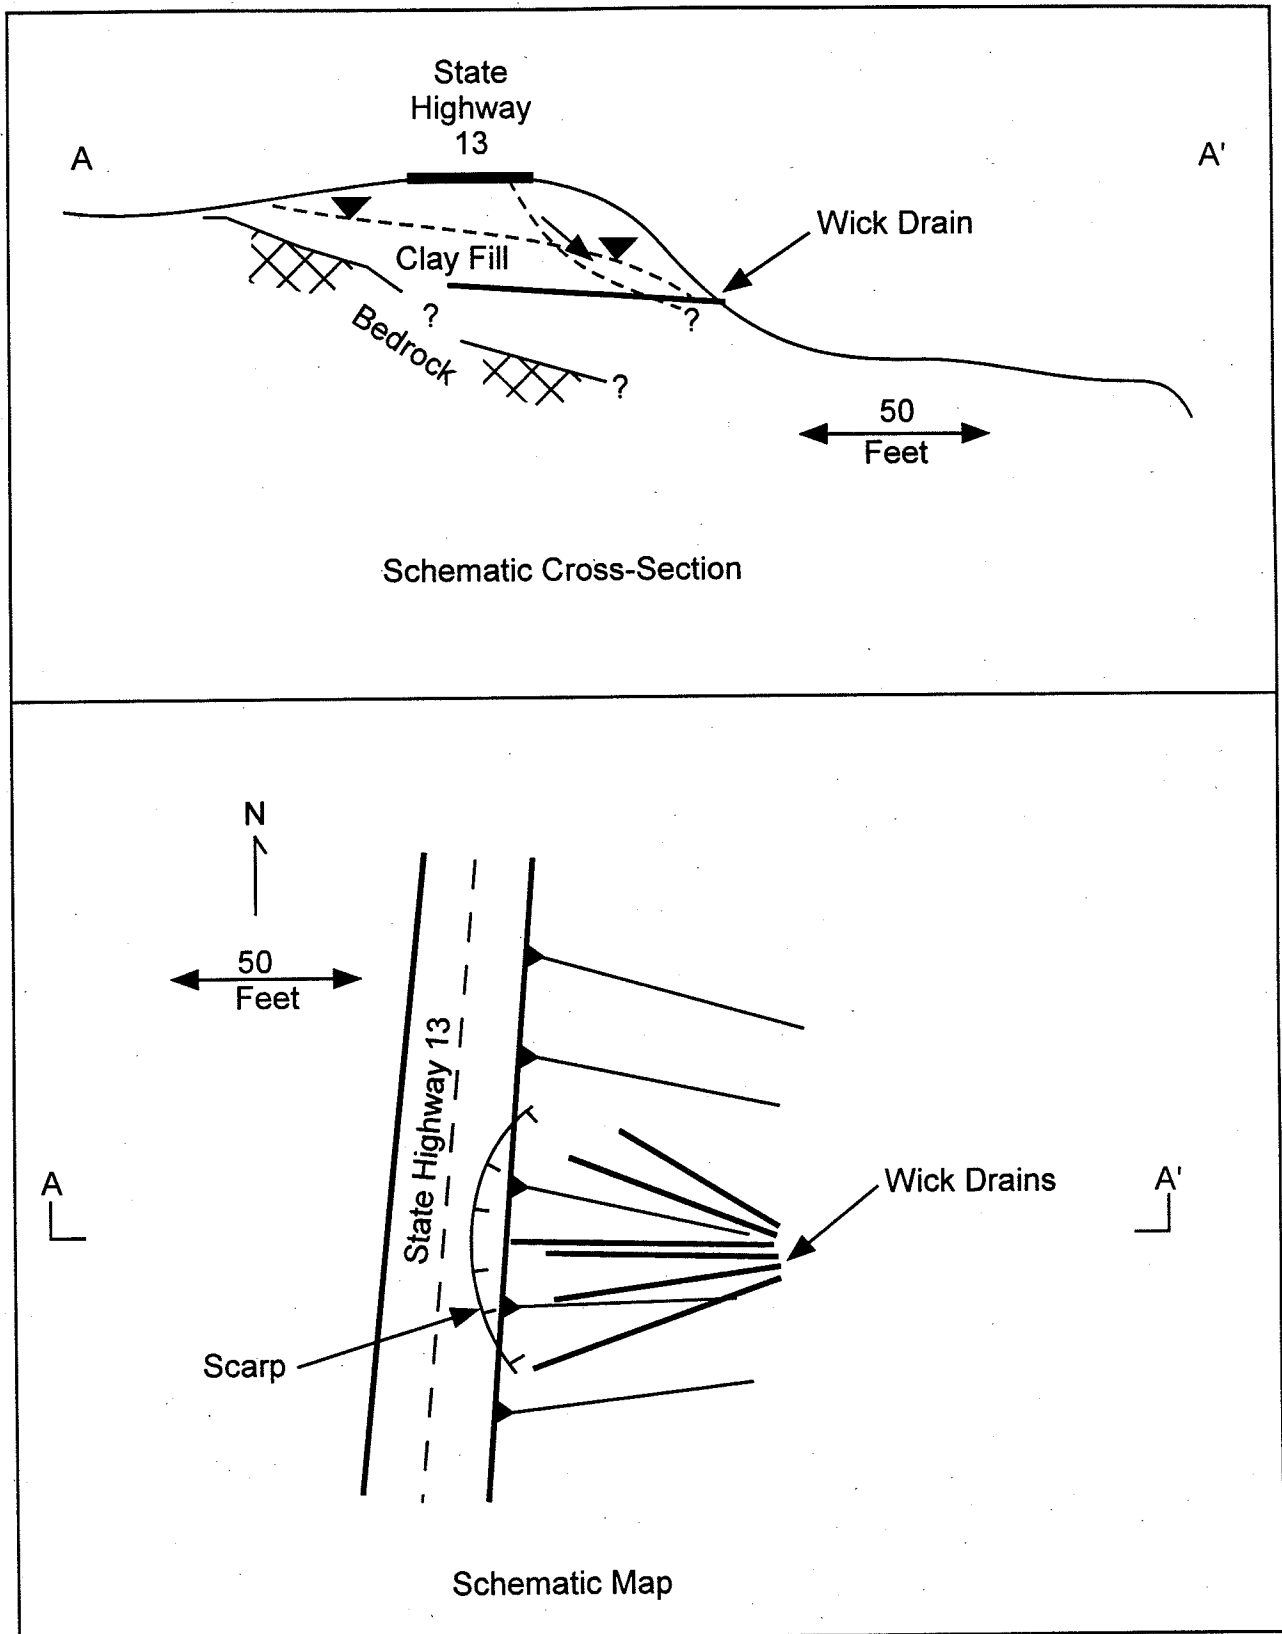 State
Highway
13
A
A'
Wick Drain
Clay Fill
?
?
Bedrock
?
50
Feet
Schematic Cross-Section
N
50
Feet
State Highway 13
A
Wick Drains
A'
Scarp
Schematic Map